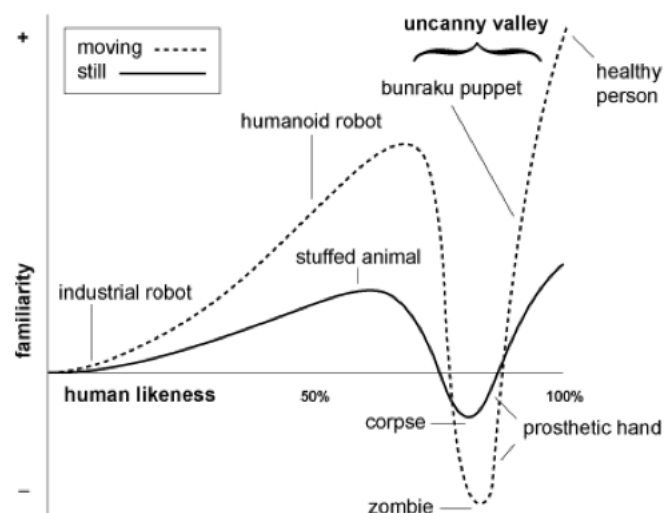 +
moving
still
uncanny valley
bunraku puppet
healthy
person
humanoid robot
stuffed animal
industrial robot
familiarity
human likeness
50%
100%
corpse
prosthetic hand
–
zombie